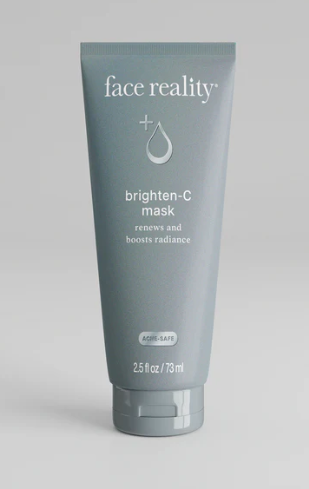 face reality®
brighten-C
mask
renews and
boosts radiance
ACNE-SAFE
2.5 fl oz / 73 ml